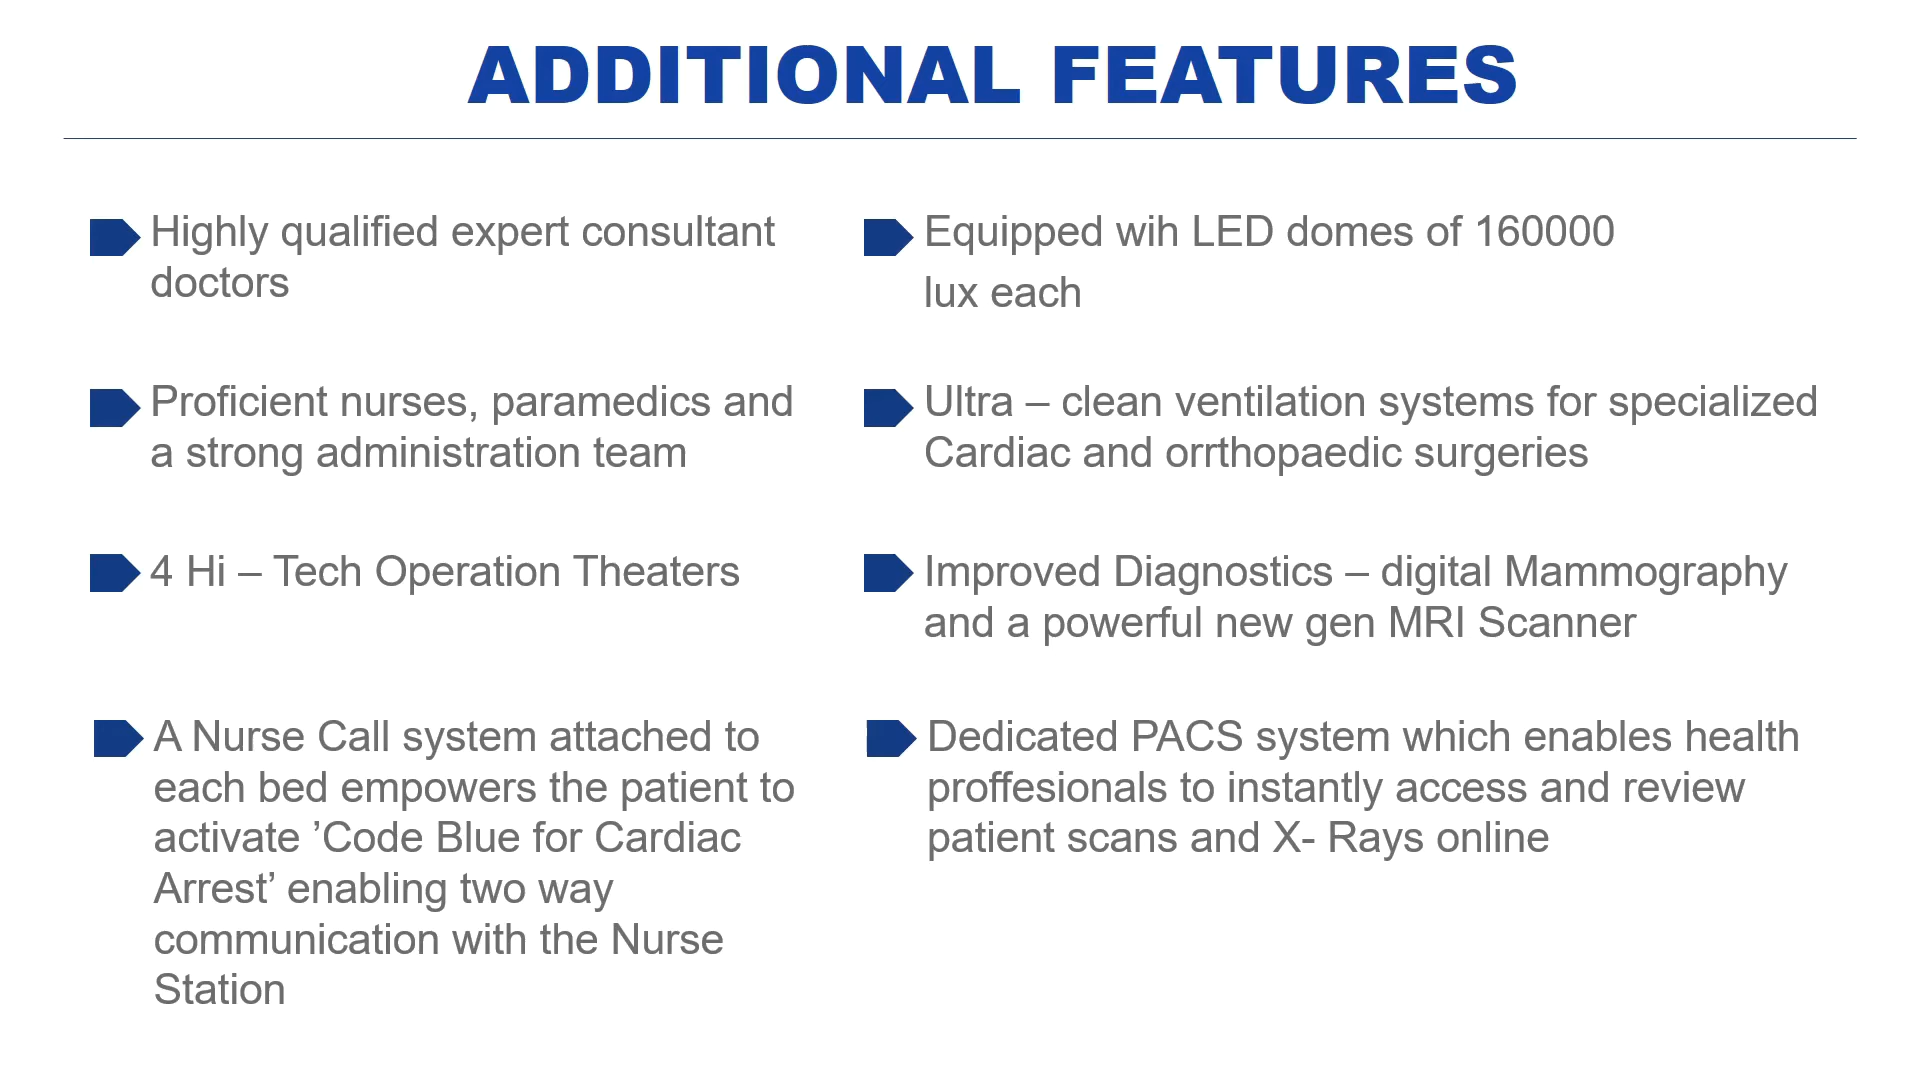 ADDITIONAL FEATURES
Highly qualified expert consultant
doctors
Proficient nurses, paramedics and
a strong administration team
4 Hi – Tech Operation Theaters
A Nurse Call system attached to
each bed empowers the patient to
activate ’Code Blue for Cardiac
Arrest’ enabling two way
communication with the Nurse
Station
Equipped wih LED domes of 160000
lux each
Ultra – clean ventilation systems for specialized
Cardiac and orrthopaedic surgeries
Improved Diagnostics – digital Mammography
and a powerful new gen MRI Scanner
Dedicated PACS system which enables health
proffesionals to instantly access and review
patient scans and X- Rays online